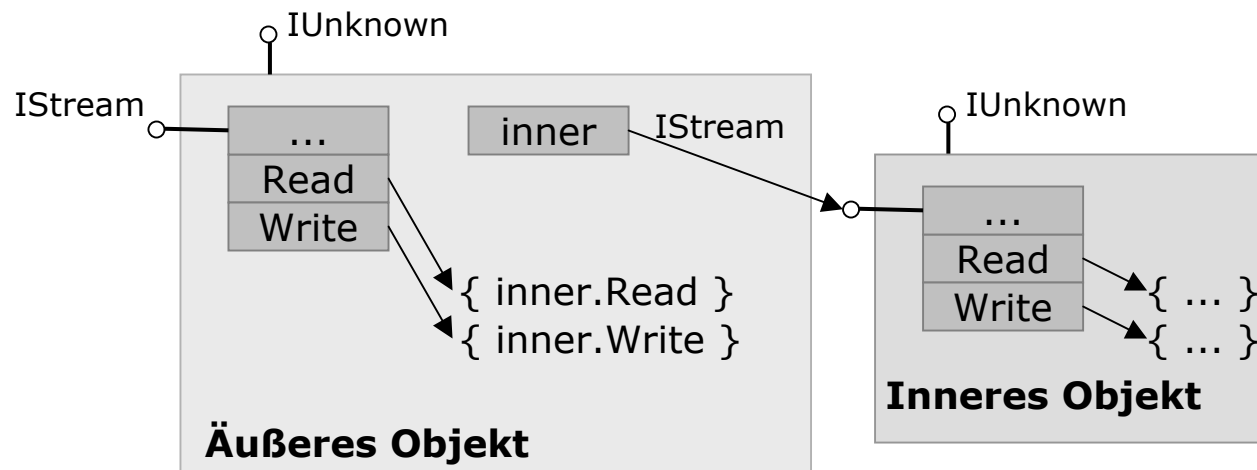 IUnknown
IStream
...
Read
Write
inner
IStream
{ inner.Read }
{ inner.Write }
Äußeres Objekt
IUnknown
...
Read
Write
{ ... }
{ ... }
Inneres Objekt